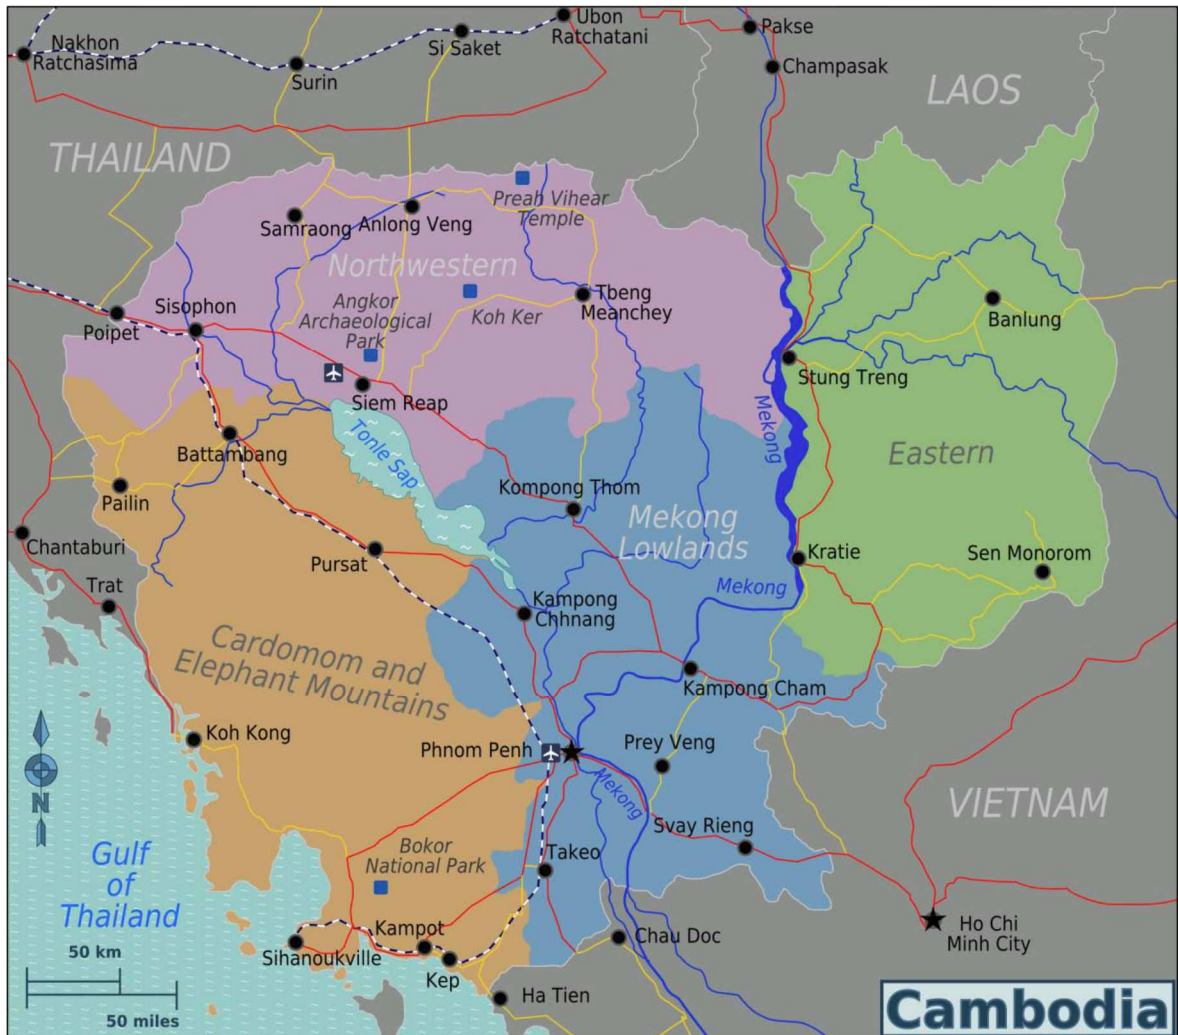 Nakhon
Ratchasima
Surin
Si Saket
Ubon
Ratchatani
Pakse
Champasak
LAOS
THAILAND
Preah Vihear
Temple
Samraong
Anlong Veng
Northwestern
Sisophon
Poipet
Angkor
Archaeological
Park
Koh Ker
Tbeng
Meanchey
Banlung
Siem Reap
Stung Treng
Mekong
Tonle Sap
Battambang
Eastern
Pailin
Kompong Thom
Mekong
Lowlands
Chantaburi
Pursat
Kratie
Sen Monorom
Trat
Mekong
Kampong
Chhnang
Cardomom and
Elephant Mountains
Kampong Cham
Koh Kong
Phnom Penh
Prey Veng
Mekong
VIETNAM
N
Svay Rieng
Gulf
of
Thailand
Bokor
National Park
Takeo
50 km
Sihanoukville
Kampot
Kep
Chau Doc
Ho Chi
Minh City
Ha Tien
50 miles
Cambodia